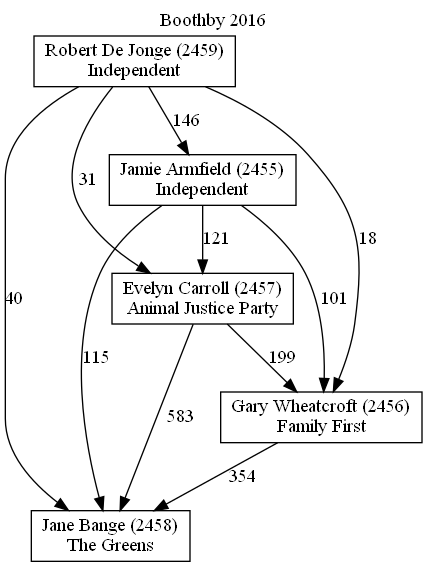 Boothby 2016
Robert De Jonge (2459)
Independent
146
Jamie Armfield (2455)
Independent
31
121
18
Evelyn Carroll (2457)
Animal Justice Party
40
101
115
199
Gary Wheatcroft (2456)
Family First
583
354
Jane Bange (2458)
The Greens